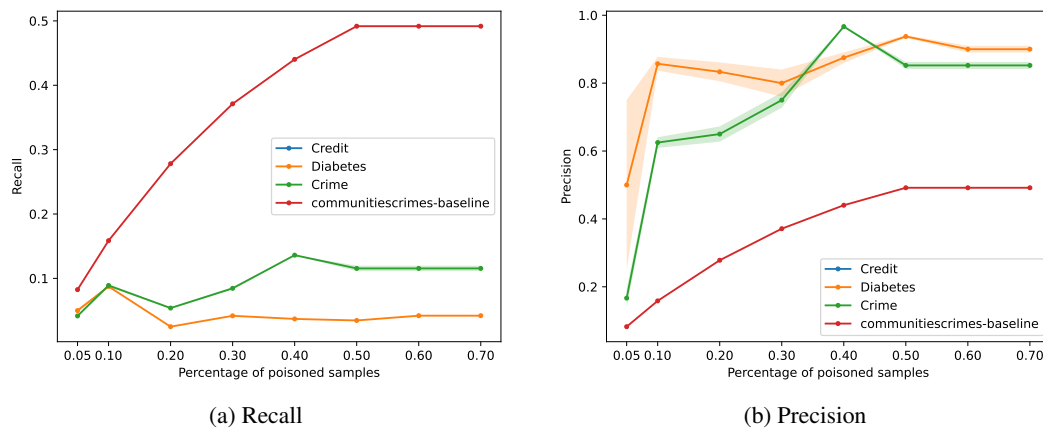 0.5
0.4
0.3
0.2
0.1
Recall
Credit
Diabetes
Crime
communitiescrimes-baseline
0.05 0.10 0.20 0.30 0.40 0.50 0.60 0.70
Percentage of poisoned samples
(a) Recall
1.0
0.8
0.6
0.4
0.2
Precision
Credit
Diabetes
Crime
communitiescrimes-baseline
0.05 0.10 0.20 0.30 0.40 0.50 0.60 0.70
Percentage of poisoned samples
(b) Precision